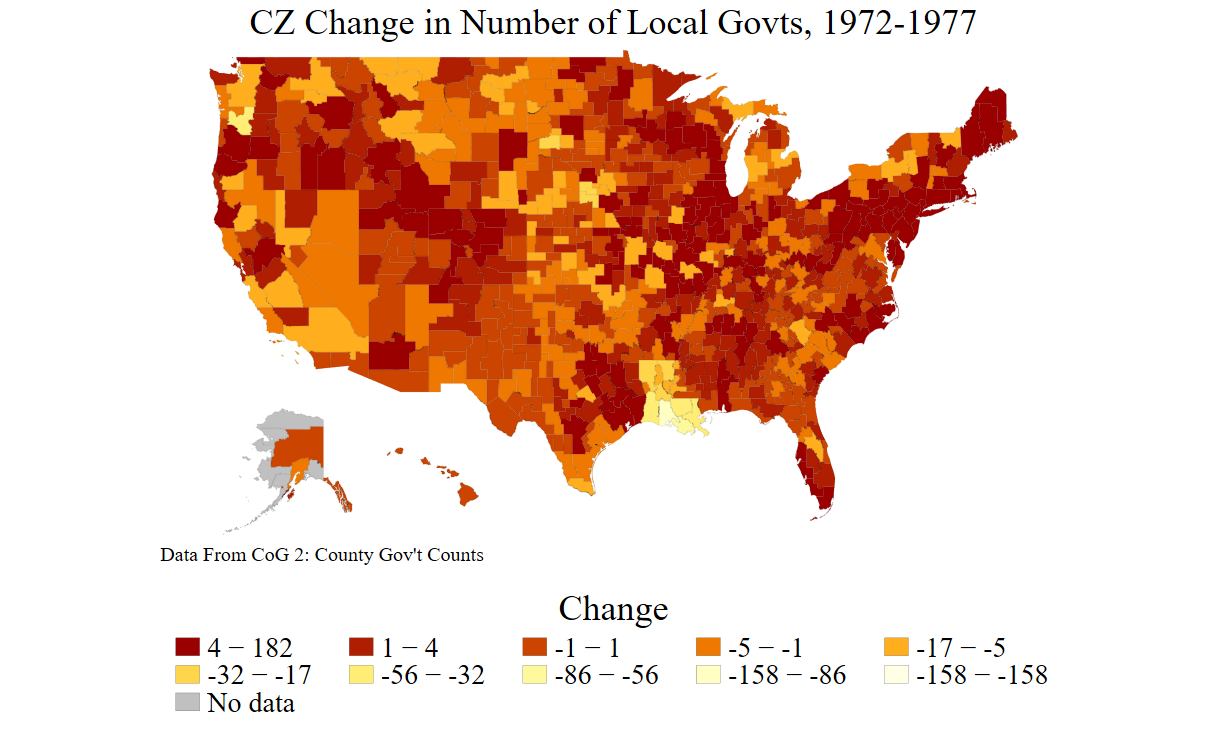 CZ Change in Number of Local Govts, 1972-1977
Data From CoG 2: County Gov't Counts
Change
4 − 182 1 − 4 -1 − 1 -5 − -1 -17 − -5
-32 − -17 -56 − -32 -86 − -56 -158 − -86 -158 − -158
No data